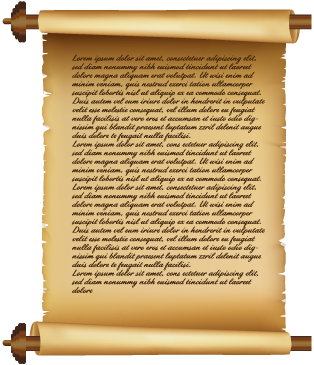 Lorem ipsum dolor sit amet, consectetuer adipiscing elit,
sed diam nonummy nibh euismod tincidunt ut laoreet
dolore magna aliquam erat volutpat. Ut wisi enim ad
minim veniam, quis nostrud exerci tation ullamcorper
suscipit lobortis nisl ut aliquip ex ea commodo consequat.
Duis autem vel eum iriure dolor in hendrerit in vulputate
velit esse molestie consequat, vel illum dolore eu feugiat
nulla facilisis at vero eros et accumsan et iusto odio dig-
nissim qui blandit praesent luptatum zzril delenit augue
duis dolore te feugait nulla facilisi.
Lorem ipsum dolor sit amet, consectetuer adipiscing elit,
sed diam nonummy nibh euismod tincidunt ut laoreet
dolore magna aliquam erat volutpat. Ut wisi enim ad
minim veniam, quis nostrud exerci tation ullamcorper
suscipit lobortis nisl ut aliquip ex ea commodo consequat.
Lorem ipsum dolor sit amet, consectetuer adipiscing elit,
sed diam nonummy nibh euismod tincidunt ut laoreet
dolore magna aliquam erat volutpat. Ut wisi enim ad
minim veniam, quis nostrud exerci tation ullamcorper
suscipit lobortis nisl ut aliquip ex ea commodo consequat.
Duis autem vel eum iriure dolor in hendrerit in vulputate
velit esse molestie consequat, vel illum dolore eu feugiat
nulla facilisis at vero eros et accumsan et iusto odio dig-
nissim qui blandit praesent luptatum zzril delenit augue
duis dolore te feugait nulla facilisi.
Lorem ipsum dolor sit amet, cons ectetuer adipiscing elit,
sed diam nonummy nibh euismod tincidunt ut laoreet
dolore